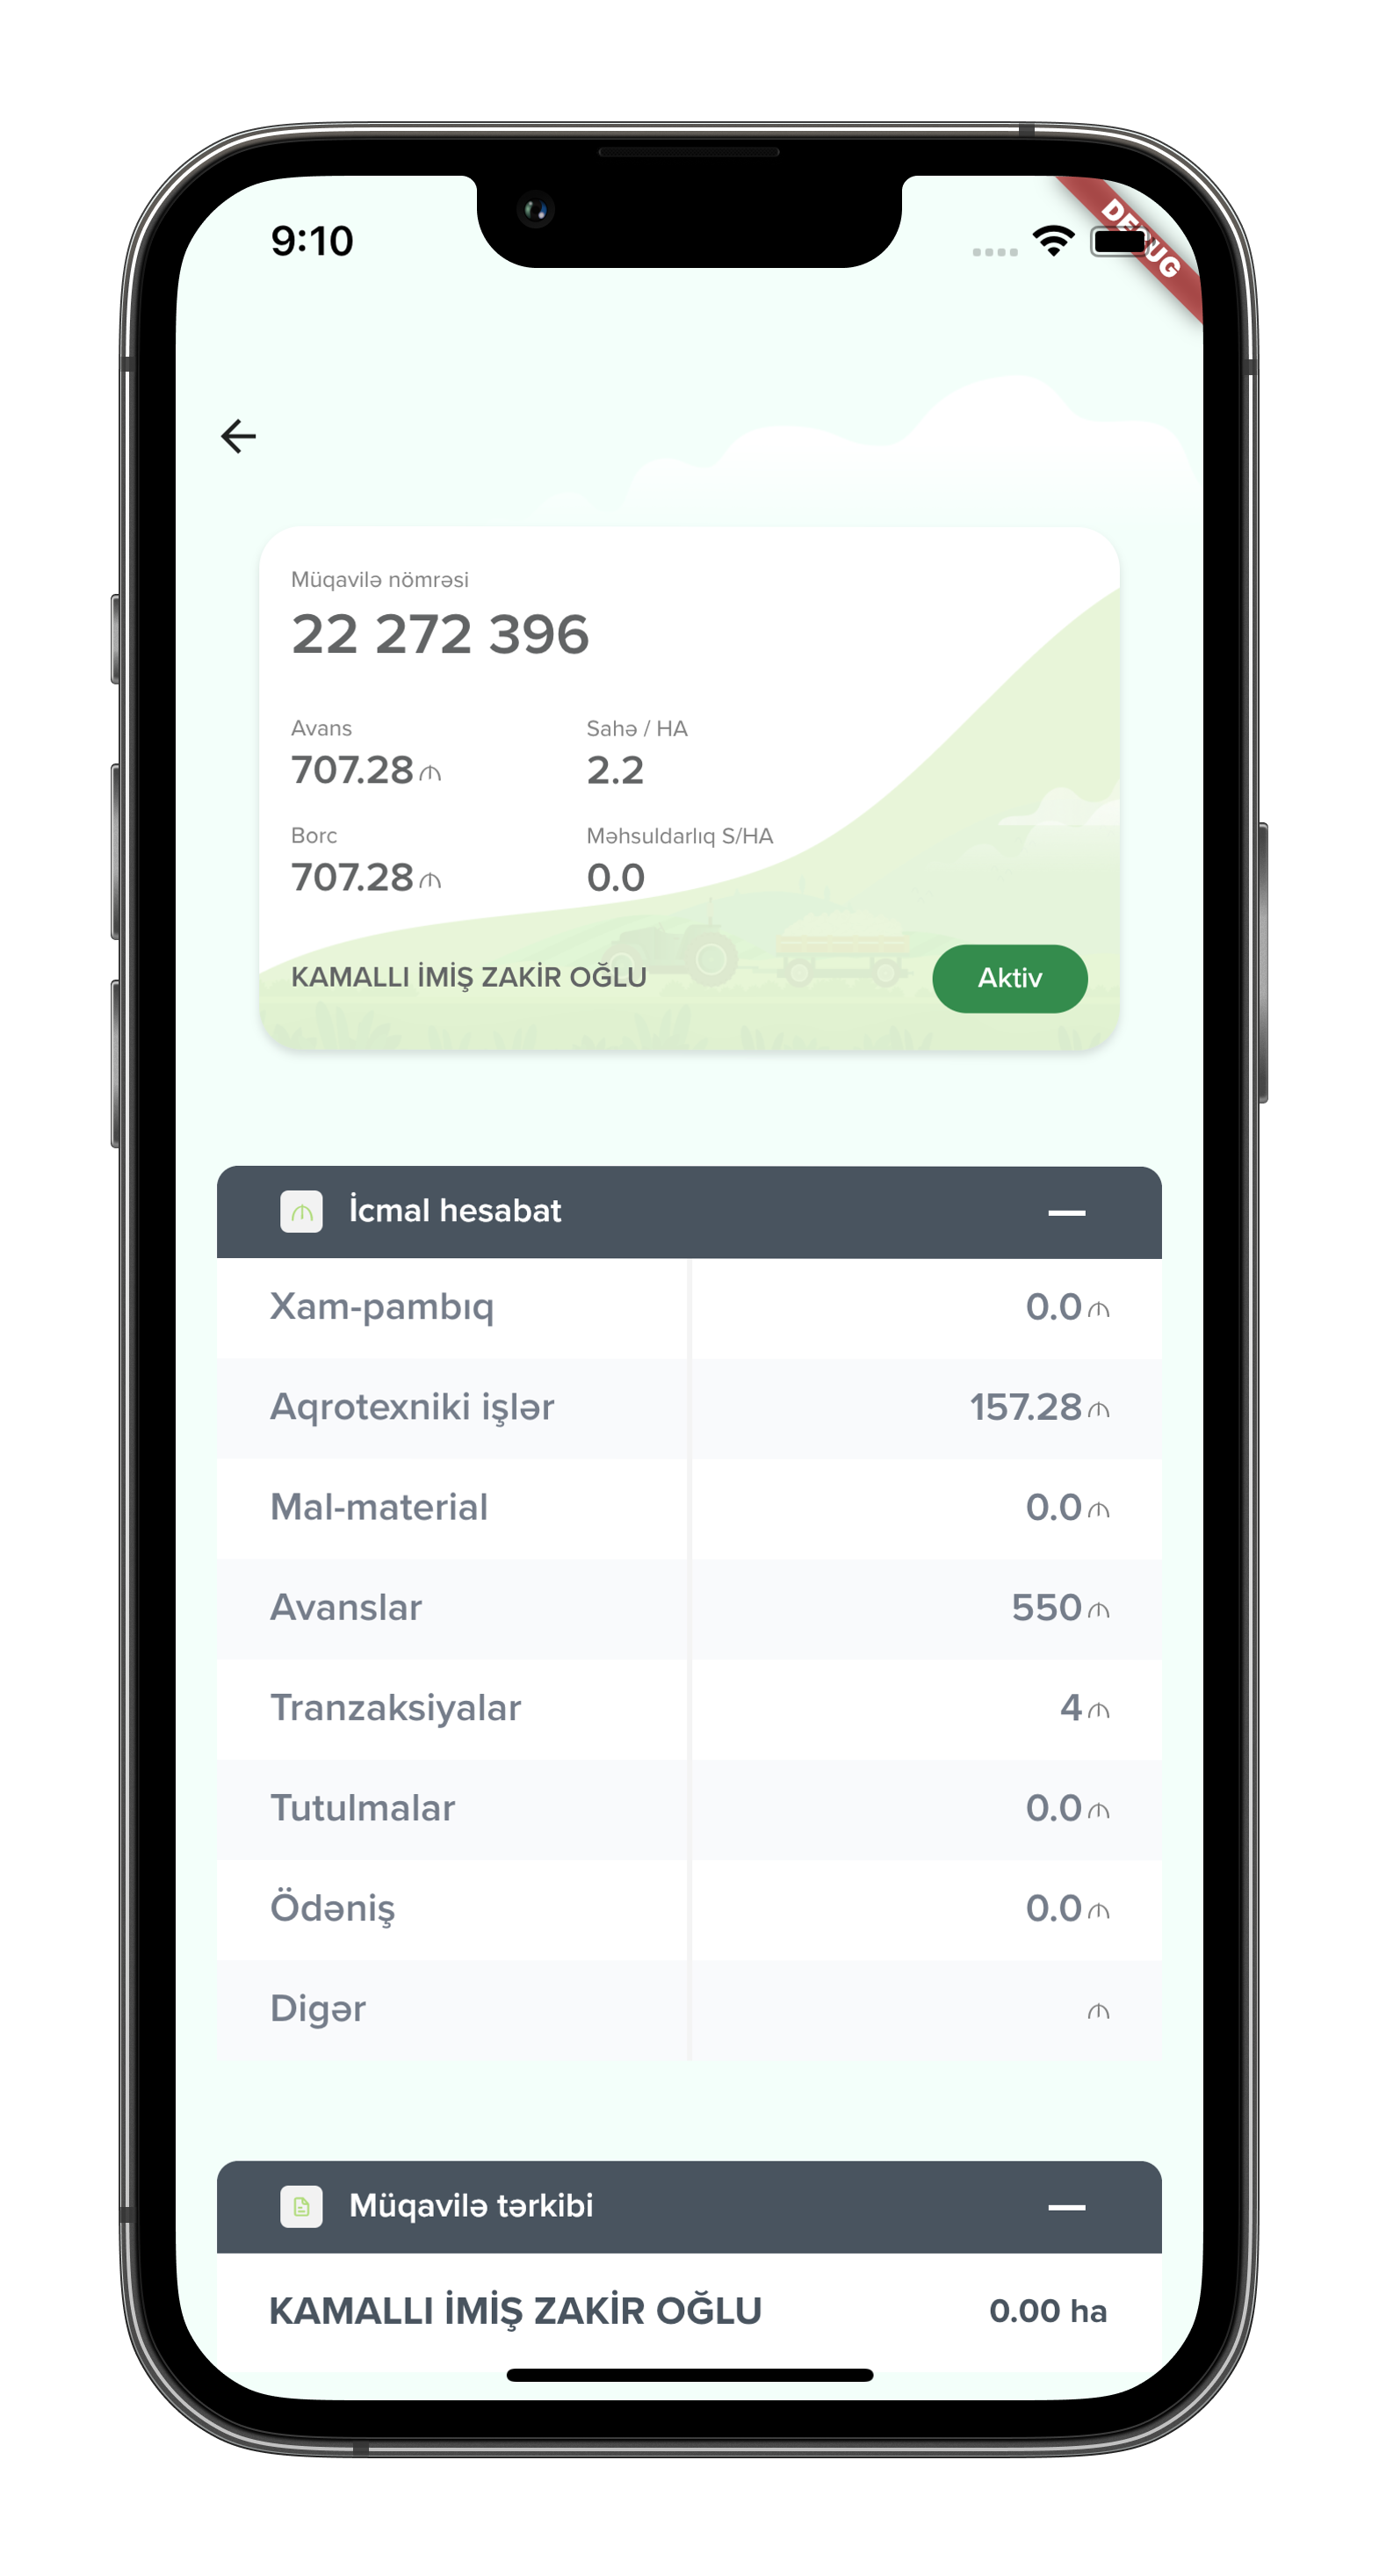 9:10
DEBUG
Müqavilə nömrəsi
22 272 396
Avans Sahə / HA
707.28 ₼ 2.2
Borc Məhsuldarlıq S/HA
707.28 ₼ 0.0
KAMALLI İMİŞ ZAKİR OĞLU Aktiv
₼ İcmal hesabat
Xam-pambıq 0.0 ₼
Aqrotexniki işlər 157.28 ₼
Mal-material 0.0 ₼
Avanslar 550 ₼
Tranzaksiyalar 4 ₼
Tutulmalar 0.0 ₼
Ödəniş 0.0 ₼
Digər ₼
Müqavilə tərkibi
KAMALLI İMİŞ ZAKİR OĞLU 0.00 ha